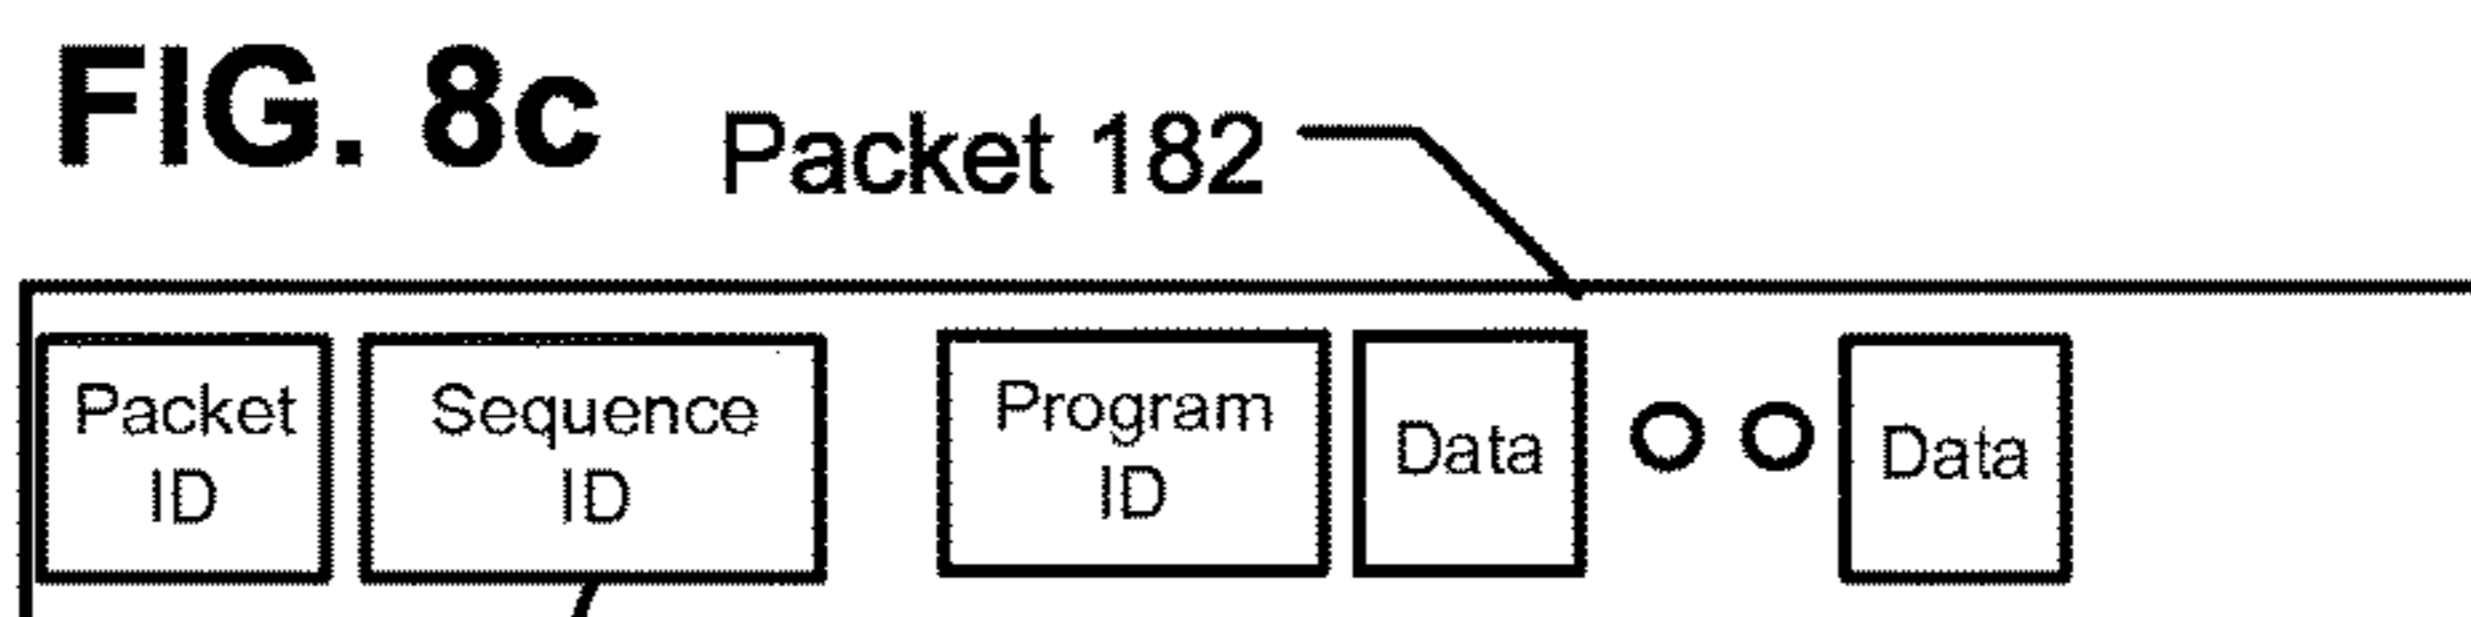 FIG. 8c
Packet 182
Packet
ID
Sequence
ID
Program
ID
Data
Data